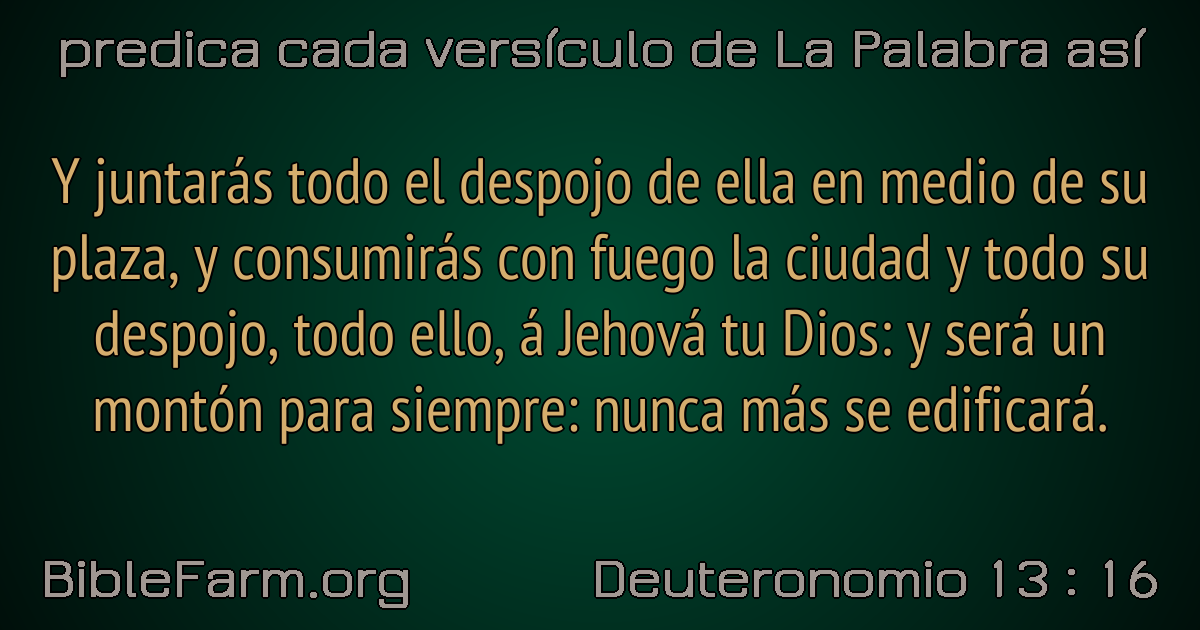 predica cada versículo de La Palabra así
Y juntarás todo el despojo de ella en medio de su
plaza, y consumirás con fuego la ciudad y todo su
despojo, todo ello, á Jehová tu Dios: y será un
montón para siempre: nunca más se edificará.
BibleFarm.org
Deuteronomio 13 : 16